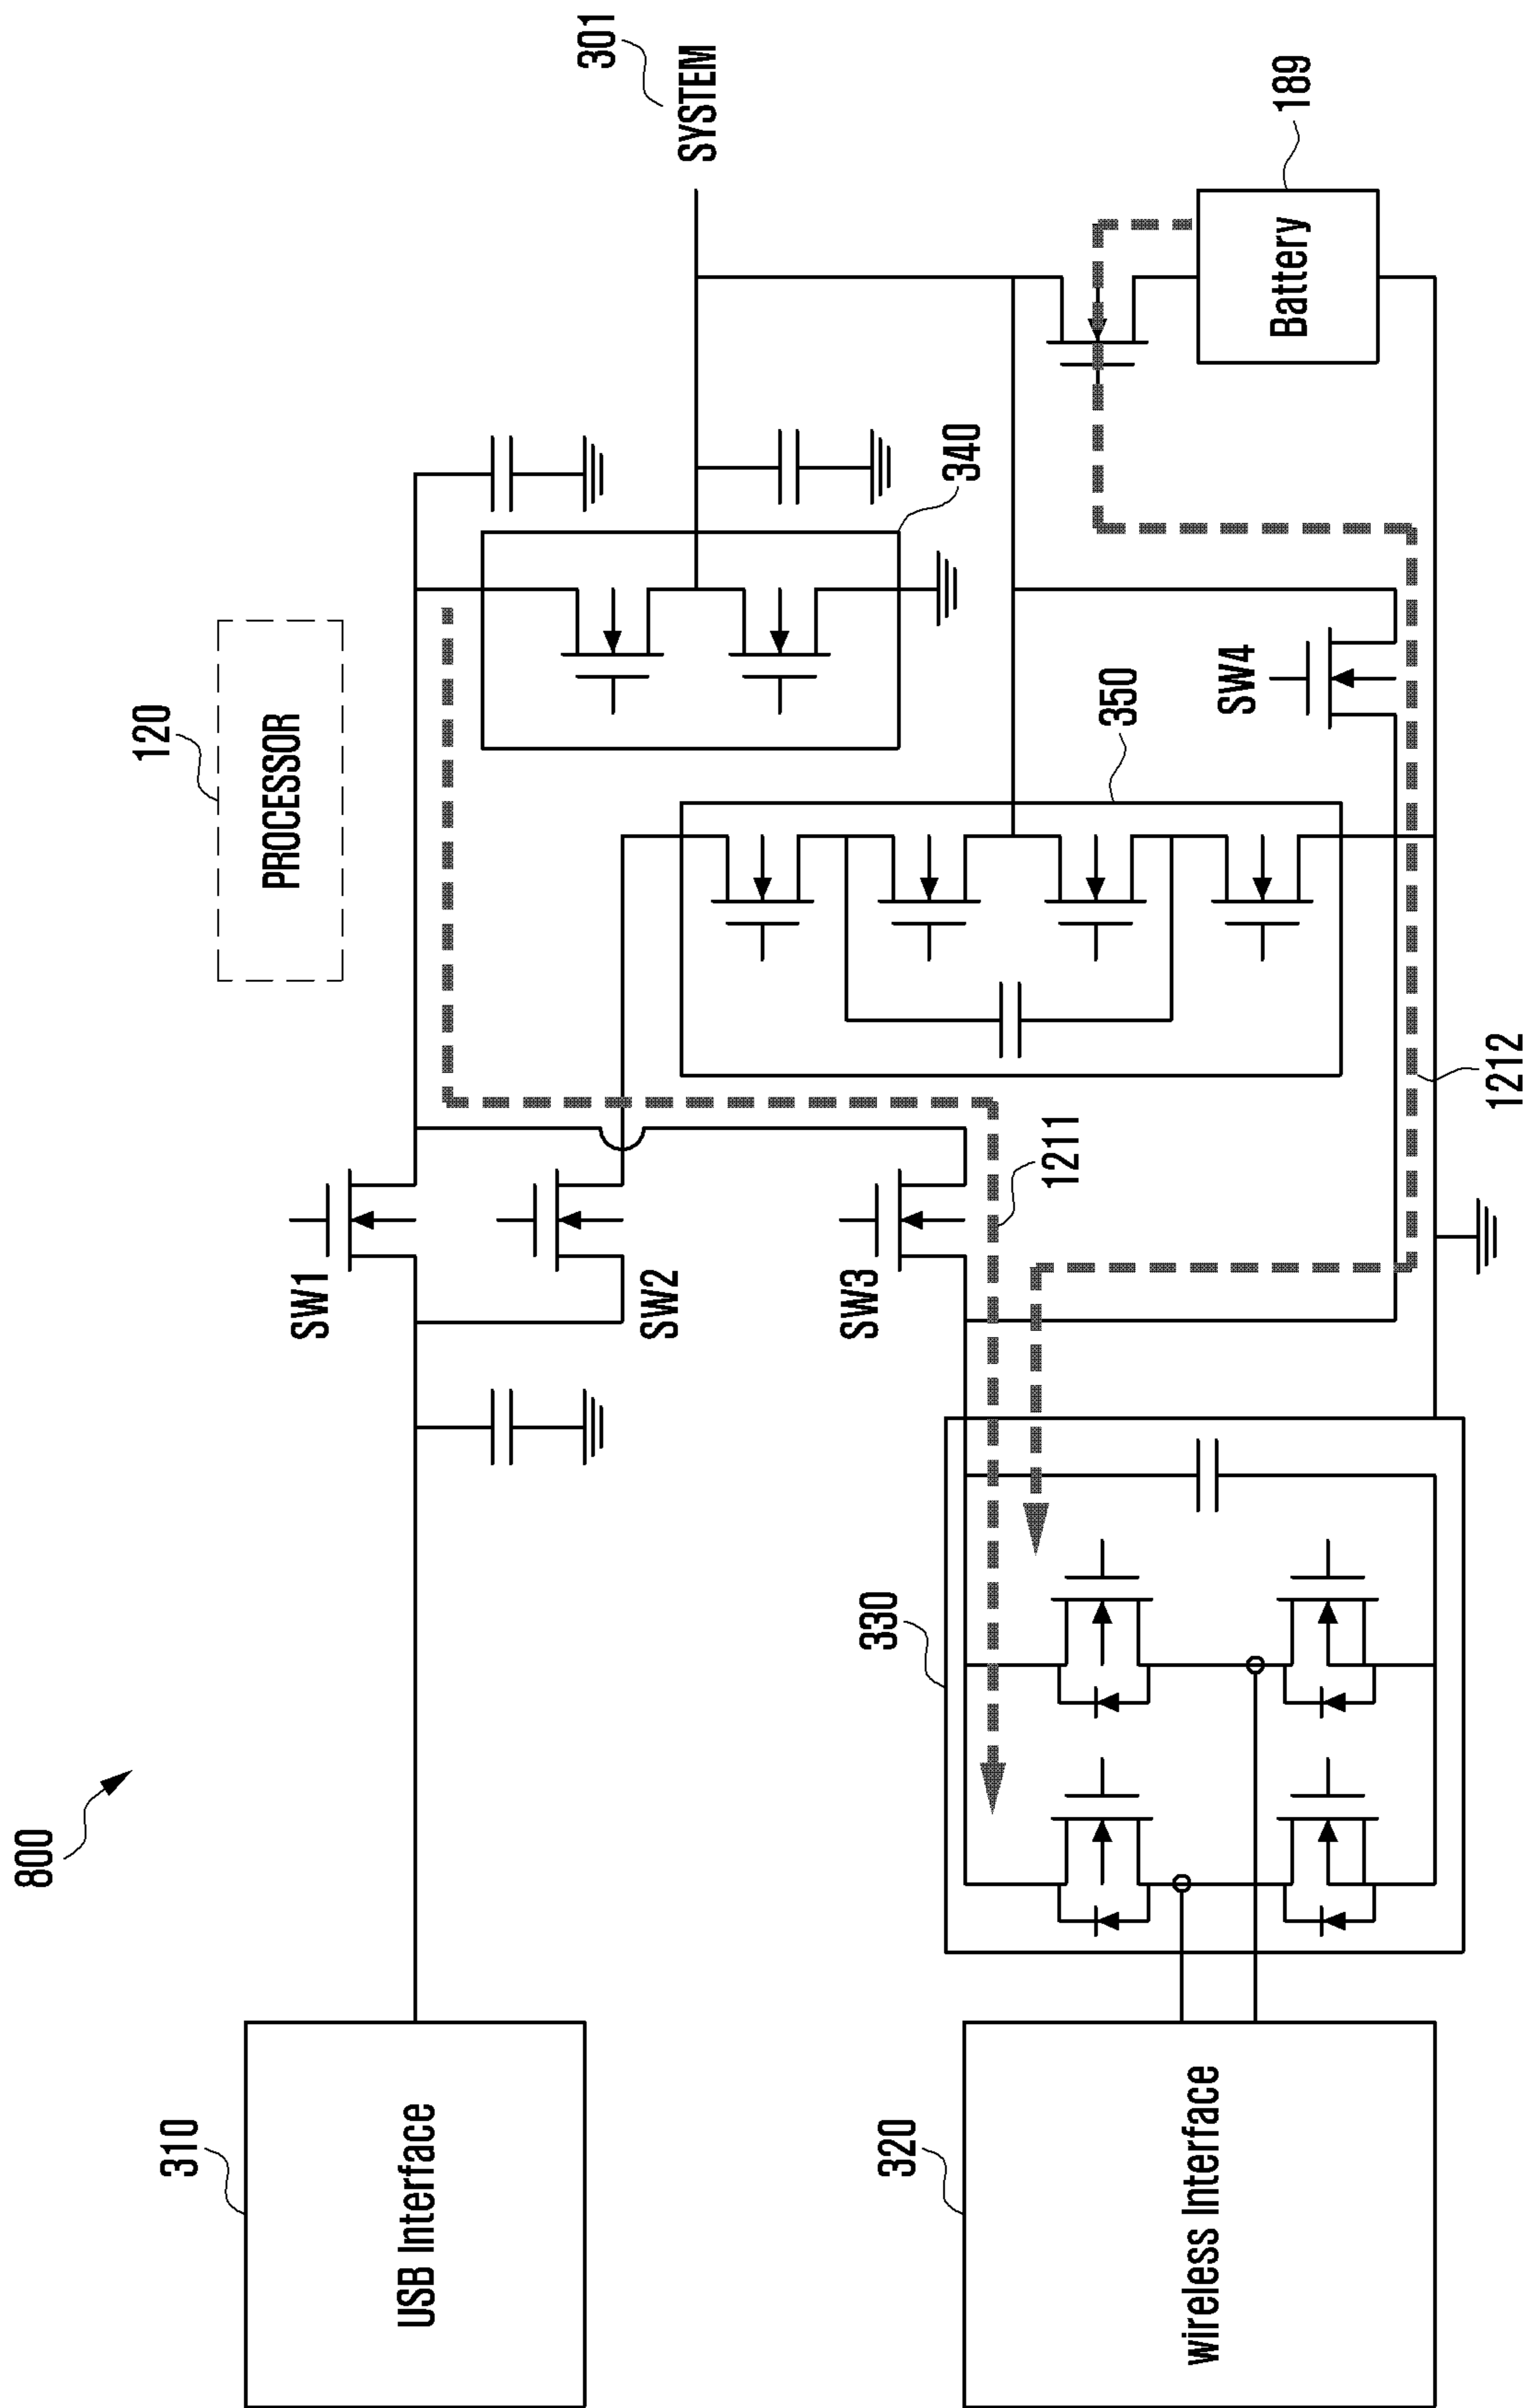 800
120
PROCESSOR
301
SYSTEM
310
USB Interface
SW1
SW2
340
350
SW3
SW4
1211
189
Battery
320
wireless Interface
330
1212